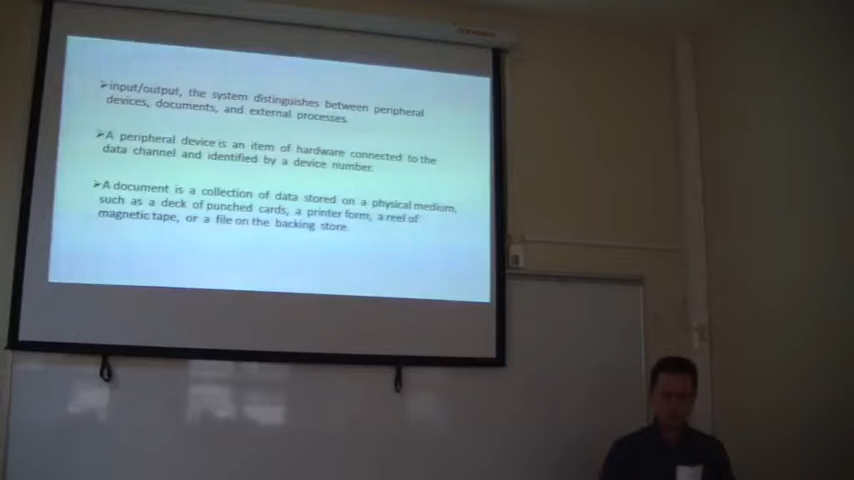 ➢input/output, the system distinguishes between peripheral
devices, documents, and external processes.
➢A peripheral device is an item of hardware connected to the
data channel and identified by a device number.
➢A document is a collection of data stored on a physical medium,
such as a deck of punched cards, a printer form, a reel of
magnetic tape, or a file on the backing store.